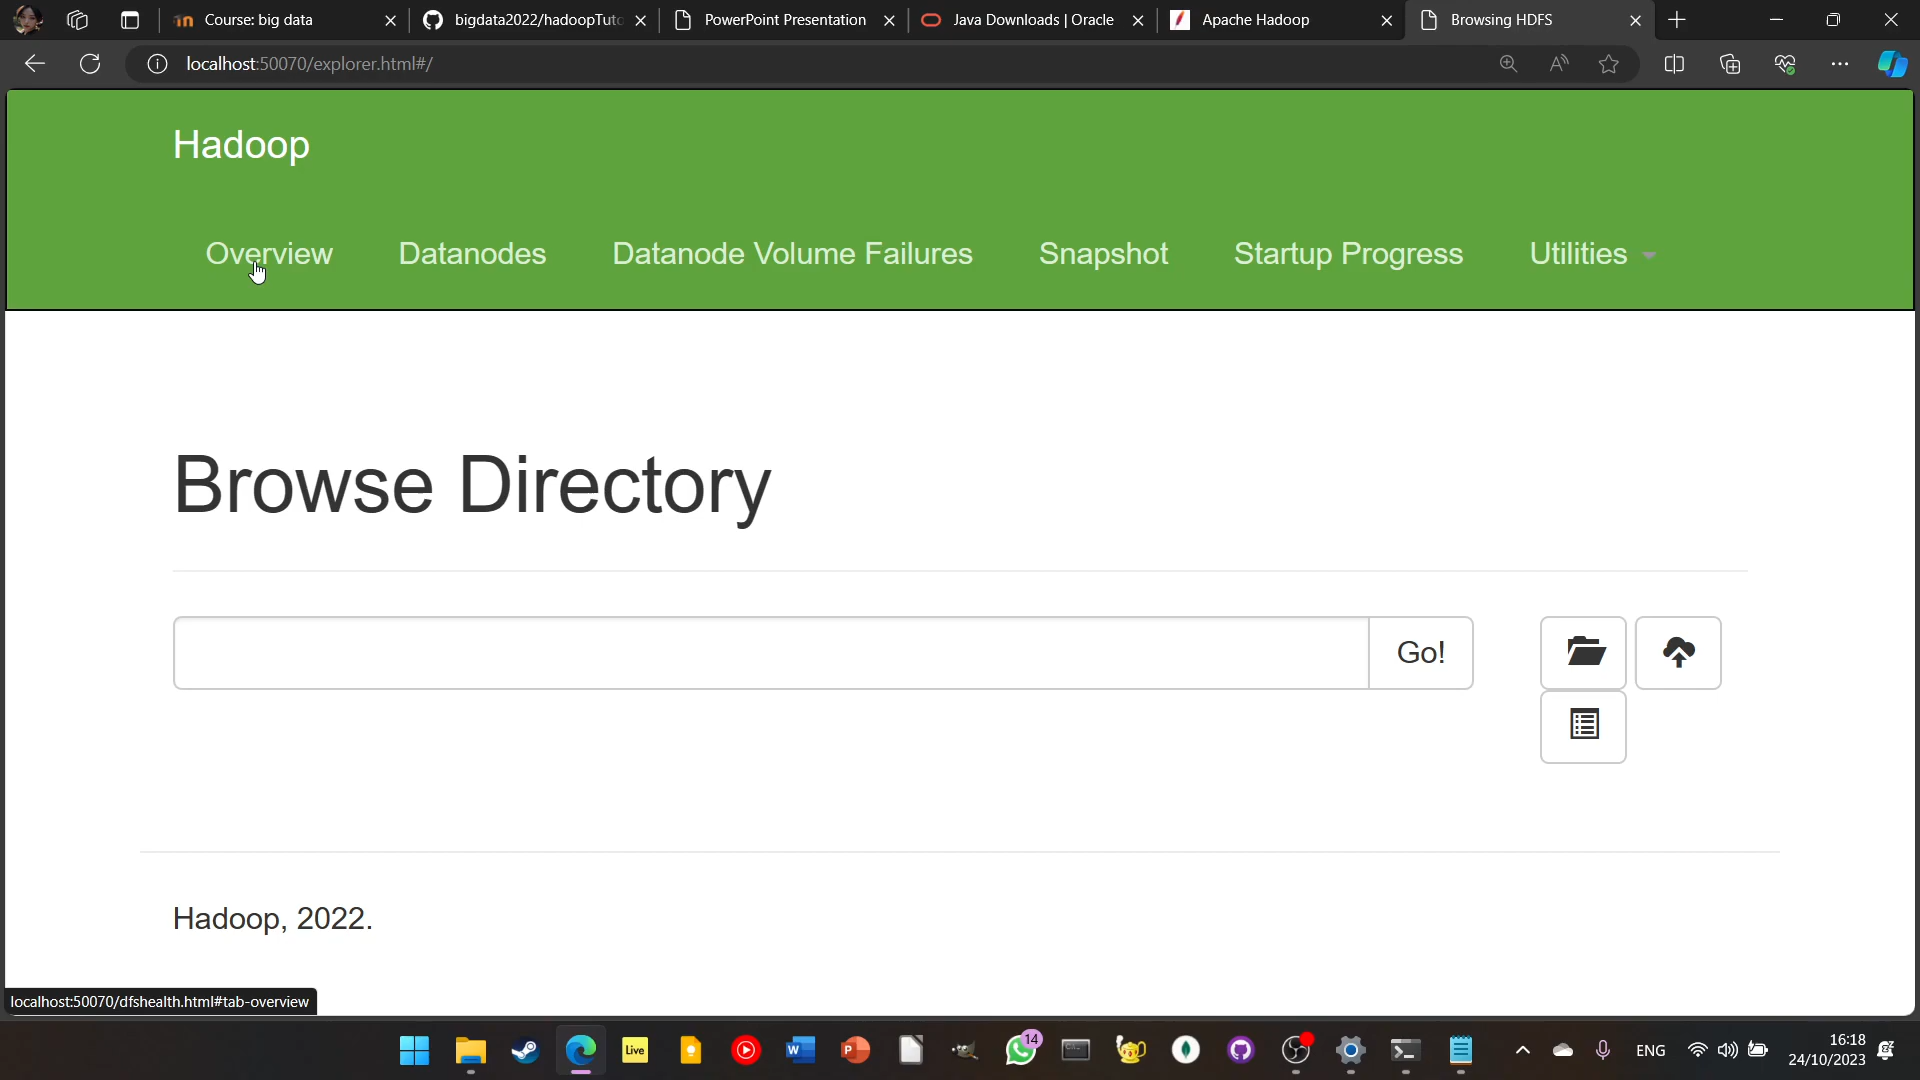 Course: big data
bigdata2022/hadoopTuto
PowerPoint Presentation
Java Downloads | Oracle
Apache Hadoop
Browsing HDFS
localhost:50070/explorer.html#/
Hadoop
Overview
Datanodes
Datanode Volume Failures
Snapshot
Startup Progress
Utilities
Browse Directory
Go!
Hadoop, 2022.
localhost:50070/dfshealth.html#tab-overview
Live
14
ENG
16:18
24/10/2023